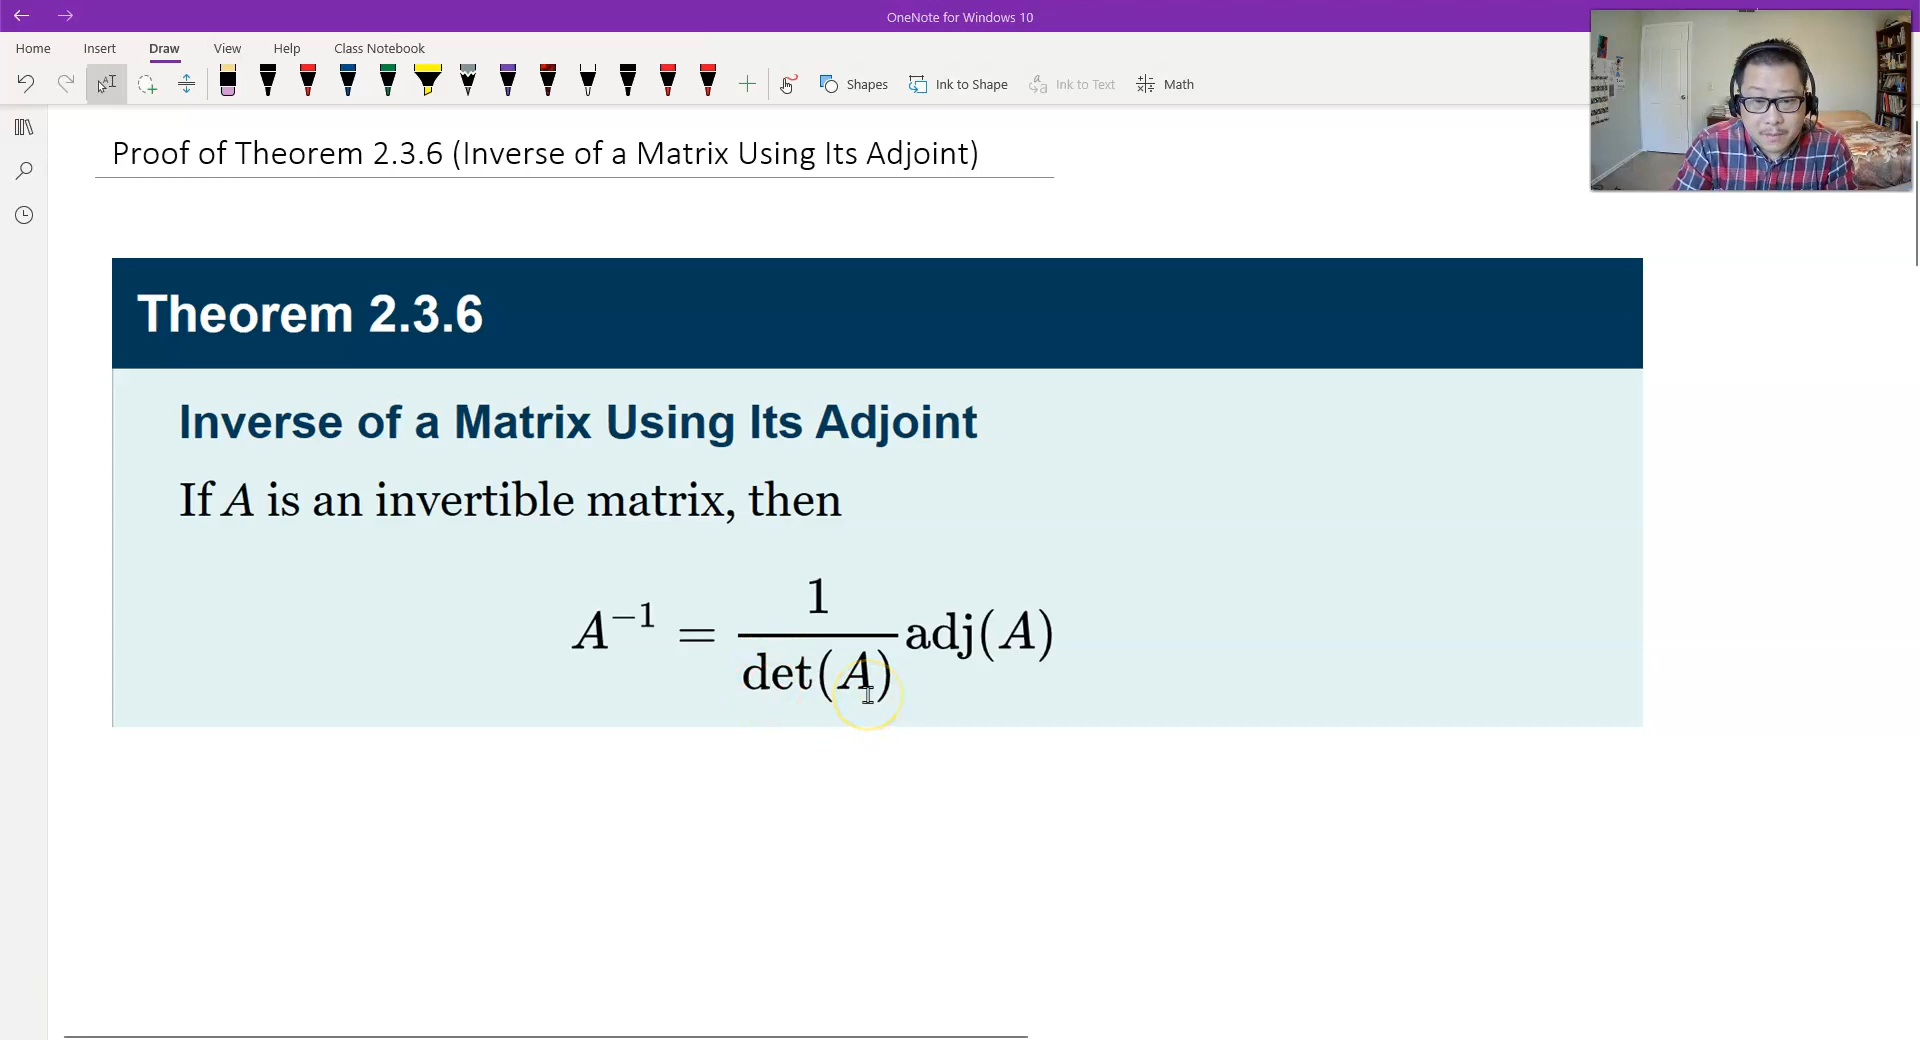 OneNote for Windows 10
Home Insert Draw View Help Class Notebook
Shapes Ink to Shape Ink to Text Math
Proof of Theorem 2.3.6 (Inverse of a Matrix Using Its Adjoint)
Theorem 2.3.6
Inverse of a Matrix Using Its Adjoint
If A is an invertible matrix, then
A⁻¹ = 1/det(A) adj(A)